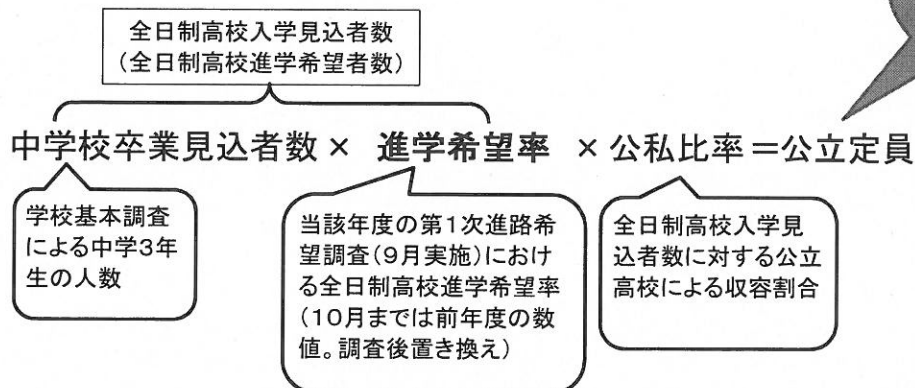 全日制高校入学見込者数
(全日制高校進学希望者数)
中学校卒業見込者数 × 進学希望率 × 公私比率=公立定員
学校基本調査
による中学3年
生の人数
当該年度の第1次進路希
望調査(9月実施)におけ
る全日制高校進学希望率
(10月までは前年度の数
値。調査後置き換え)
全日制高校入学見
込者数に対する公立
高校による収容割合